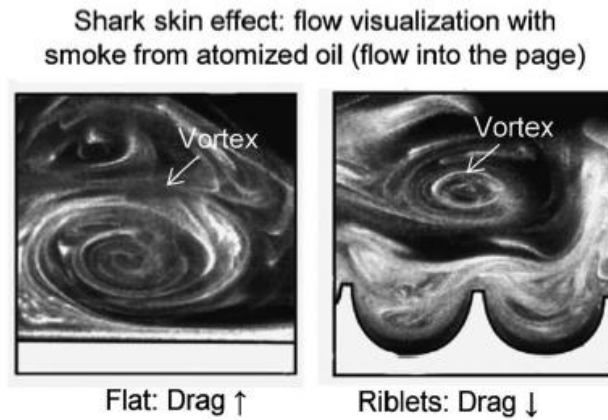 Shark skin effect: flow visualization with
smoke from atomized oil (flow into the page)
Vortex
Vortex
Flat: Drag ↑
Riblets: Drag ↓